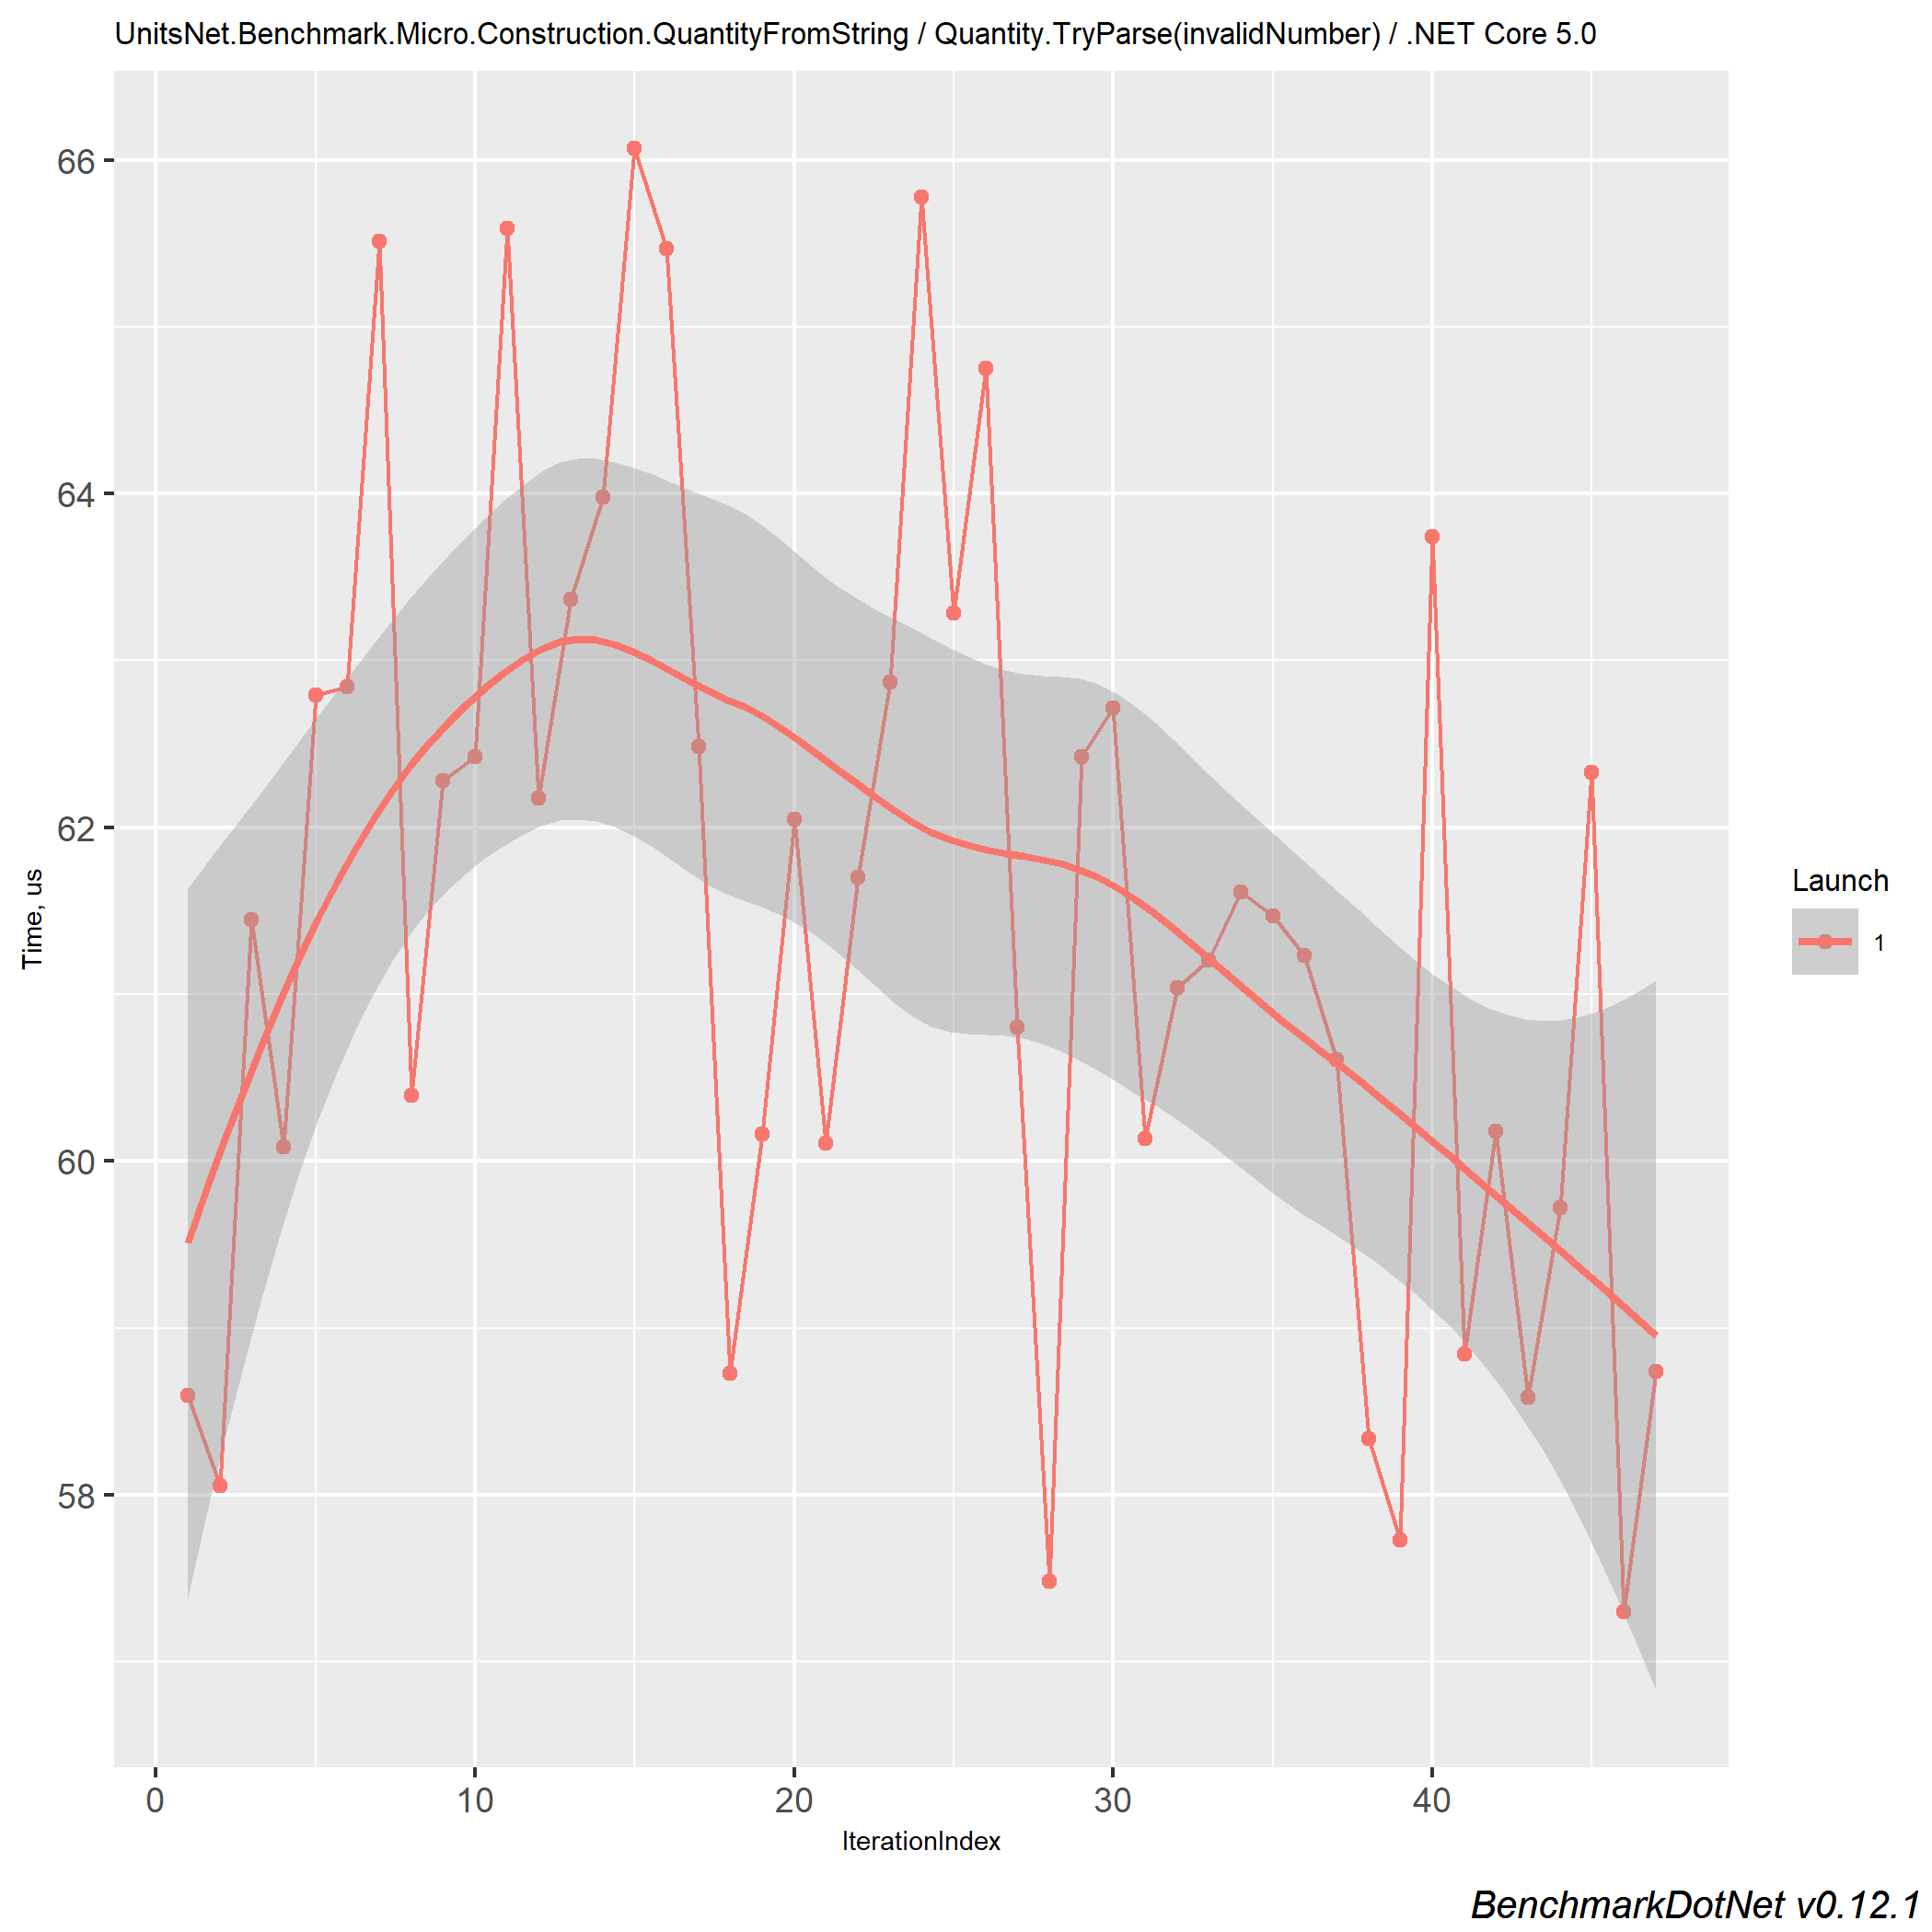 UnitsNet.Benchmark.Micro.Construction.QuantityFromString / Quantity.TryParse(invalidNumber) / .NET Core 5.0
66
64
62
60
58
Time, us
0 10 20 30 40
IterationIndex
Launch
1
BenchmarkDotNet v0.12.1